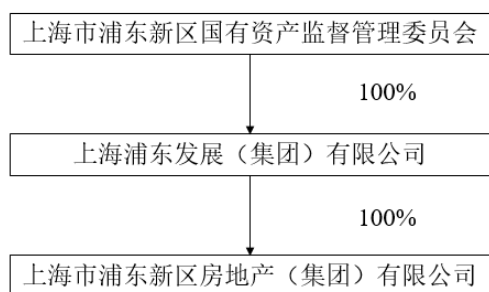 上海市浦东新区国有资产监督管理委员会
100%
上海浦东发展（集团）有限公司
100%
上海市浦东新区房地产（集团）有限公司